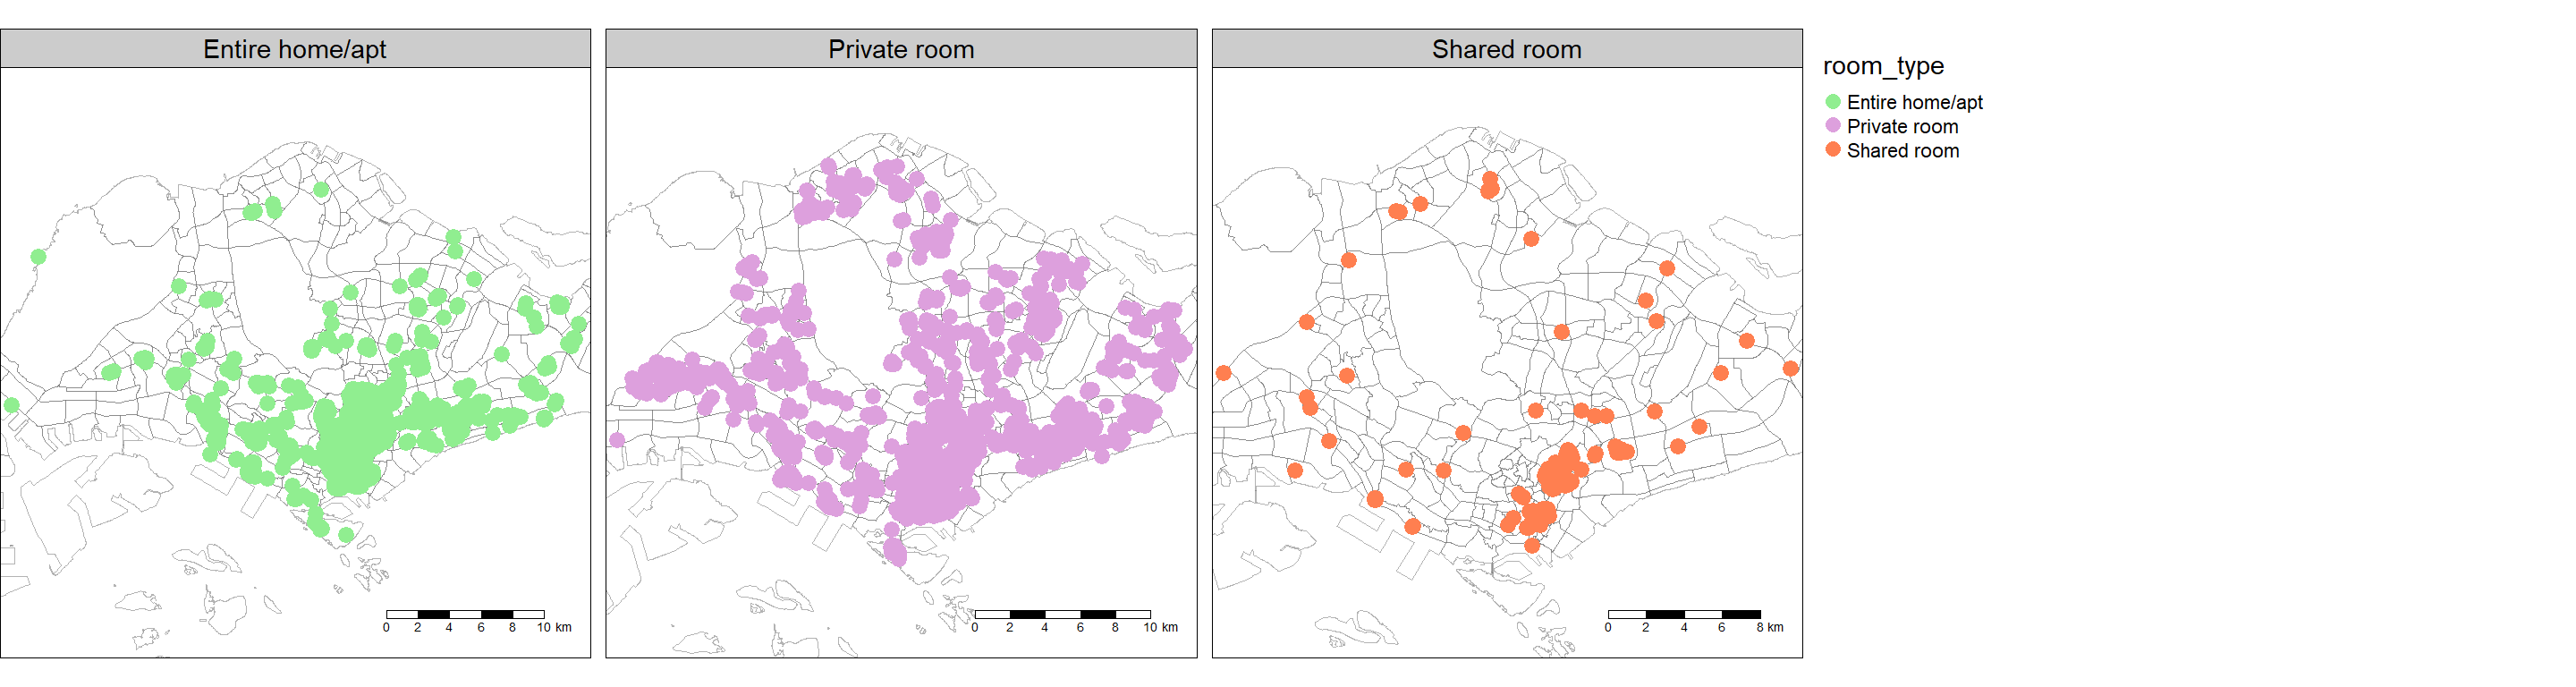 Entire home/apt
Private room
Shared room
room_type
Entire home/apt
Private room
Shared room
0 2 4 6 8 10 km
0 2 4 6 8 10 km
0 2 4 6 8 km